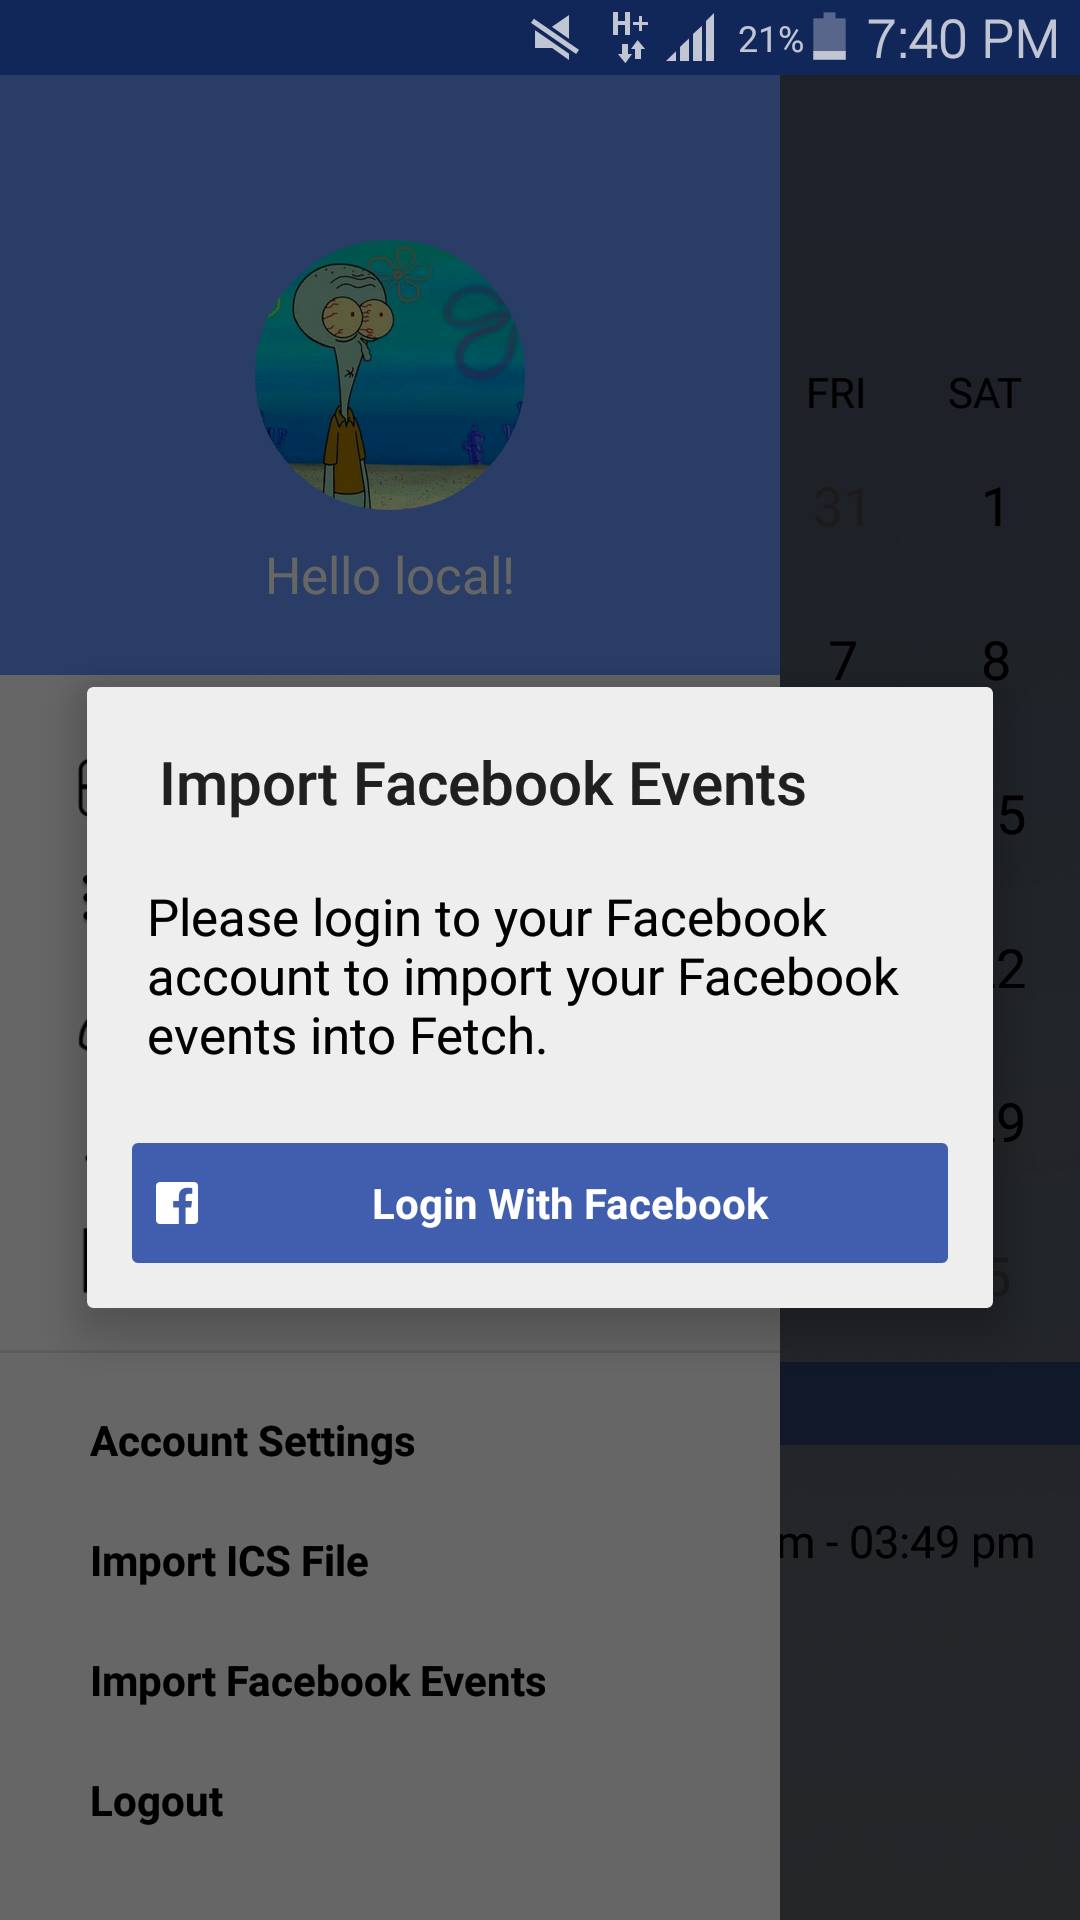 H+ 21% 7:40 PM
Hello local!
FRI SAT
31 1
7 8
Import Facebook Events
Please login to your Facebook
account to import your Facebook
events into Fetch.
Login With Facebook
5
2
9
5
m - 03:49 pm
Account Settings
Import ICS File
Import Facebook Events
Logout